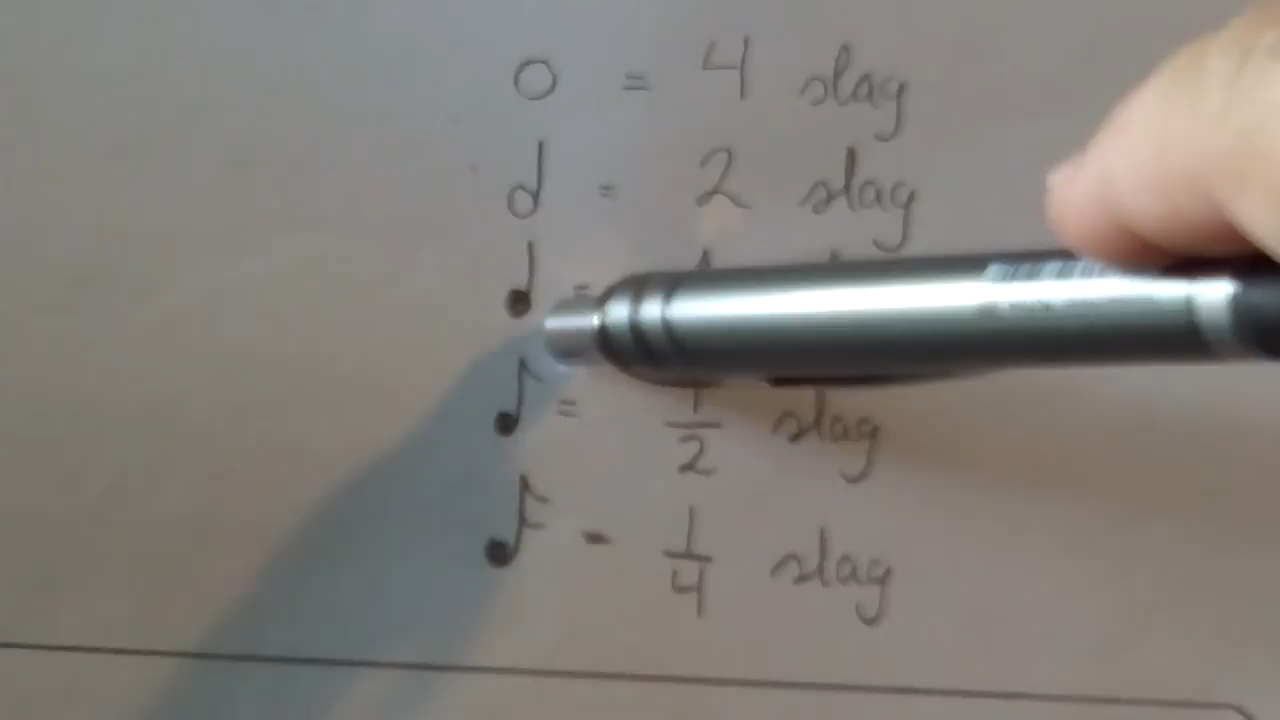 𝅝 = 4 slag
𝅗𝅥 = 2 slag
♩ =
♪ = 1/2 slag
𝅘𝅥𝅯 = 1/4 slag